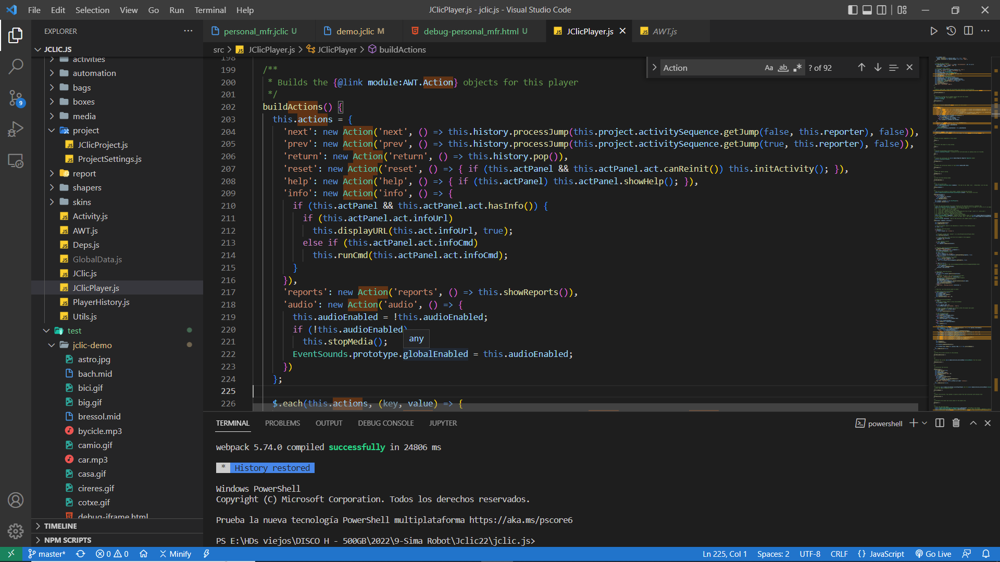 File Edit Selection View Go Run Terminal Help
JClicPlayer.js - jclic.js - Visual Studio Code
EXPLORER
JCLIC.JS
activities
automation
bags
boxes
media
project
JClicProject.js
ProjectSettings.js
report
shapers
skins
Activity.js
AWT.js
Deps.js
GlobalData.js
JClic.js
JClicPlayer.js
PlayerHistory.js
Utils.js
test
jclic-demo
astro.jpg
bach.mid
bici.gif
big.gif
bressol.mid
bycicle.mp3
camio.gif
car.mp3
casa.gif
cireres.gif
cotxe.gif
debug-iframe.html
TIMELINE
NPM SCRIPTS
9
personal_mfr.jclic U
demo.jclic M
debug-personal_mfr.html U
JClicPlayer.js
AWT.js
src > JClicPlayer.js > JClicPlayer > buildActions
Action Aa ab ? of 92
198
199 /**
200 * Builds the {@link module:AWT.Action} objects for this player
201 */
202 buildActions() {
203 this.actions = {
204 'next': new Action('next', () => this.history.processJump(this.project.activitySequence.getJump(false, this.reporter), false)),
205 'prev': new Action('prev', () => this.history.processJump(this.project.activitySequence.getJump(true, this.reporter), false)),
206 'return': new Action('return', () => this.history.pop()),
207 'reset': new Action('reset', () => { if (this.actPanel && this.actPanel.act.canReinit()) this.initActivity(); }),
208 'help': new Action('help', () => { if (this.actPanel) this.actPanel.showHelp(); }),
209 'info': new Action('info', () => {
210 if (this.actPanel && this.actPanel.act.hasInfo()) {
211 if (this.actPanel.act.infoUrl)
212 this.displayURL(this.act.infoUrl, true);
213 else if (this.actPanel.act.infoCmd)
214 this.runCmd(this.actPanel.act.infoCmd);
215 }
216 }),
217 'reports': new Action('reports', () => this.showReports()),
218 'audio': new Action('audio', () => {
219 this.audioEnabled = !this.audioEnabled;
220 if (!this.audioEnabled)
any
221 this.stopMedia();
222 EventSounds.prototype.globalEnabled = this.audioEnabled;
223 })
224 };
225
226 $.each(this.actions, (key, value) => {
TERMINAL PROBLEMS OUTPUT DEBUG CONSOLE JUPYTER
powershell
webpack 5.74.0 compiled successfully in 24806 ms
* History restored
Windows PowerShell
Copyright (C) Microsoft Corporation. Todos los derechos reservados.
Prueba la nueva tecnología PowerShell multiplataforma https://aka.ms/pscore6
PS E:\HDs viejos\DISCO H - 500GB\2022\9-Sima Robot\Jclic22\jclic.js>
master* 0 0 Minify
Ln 225, Col 1 Spaces: 2 UTF-8 CRLF {} JavaScript Go Live